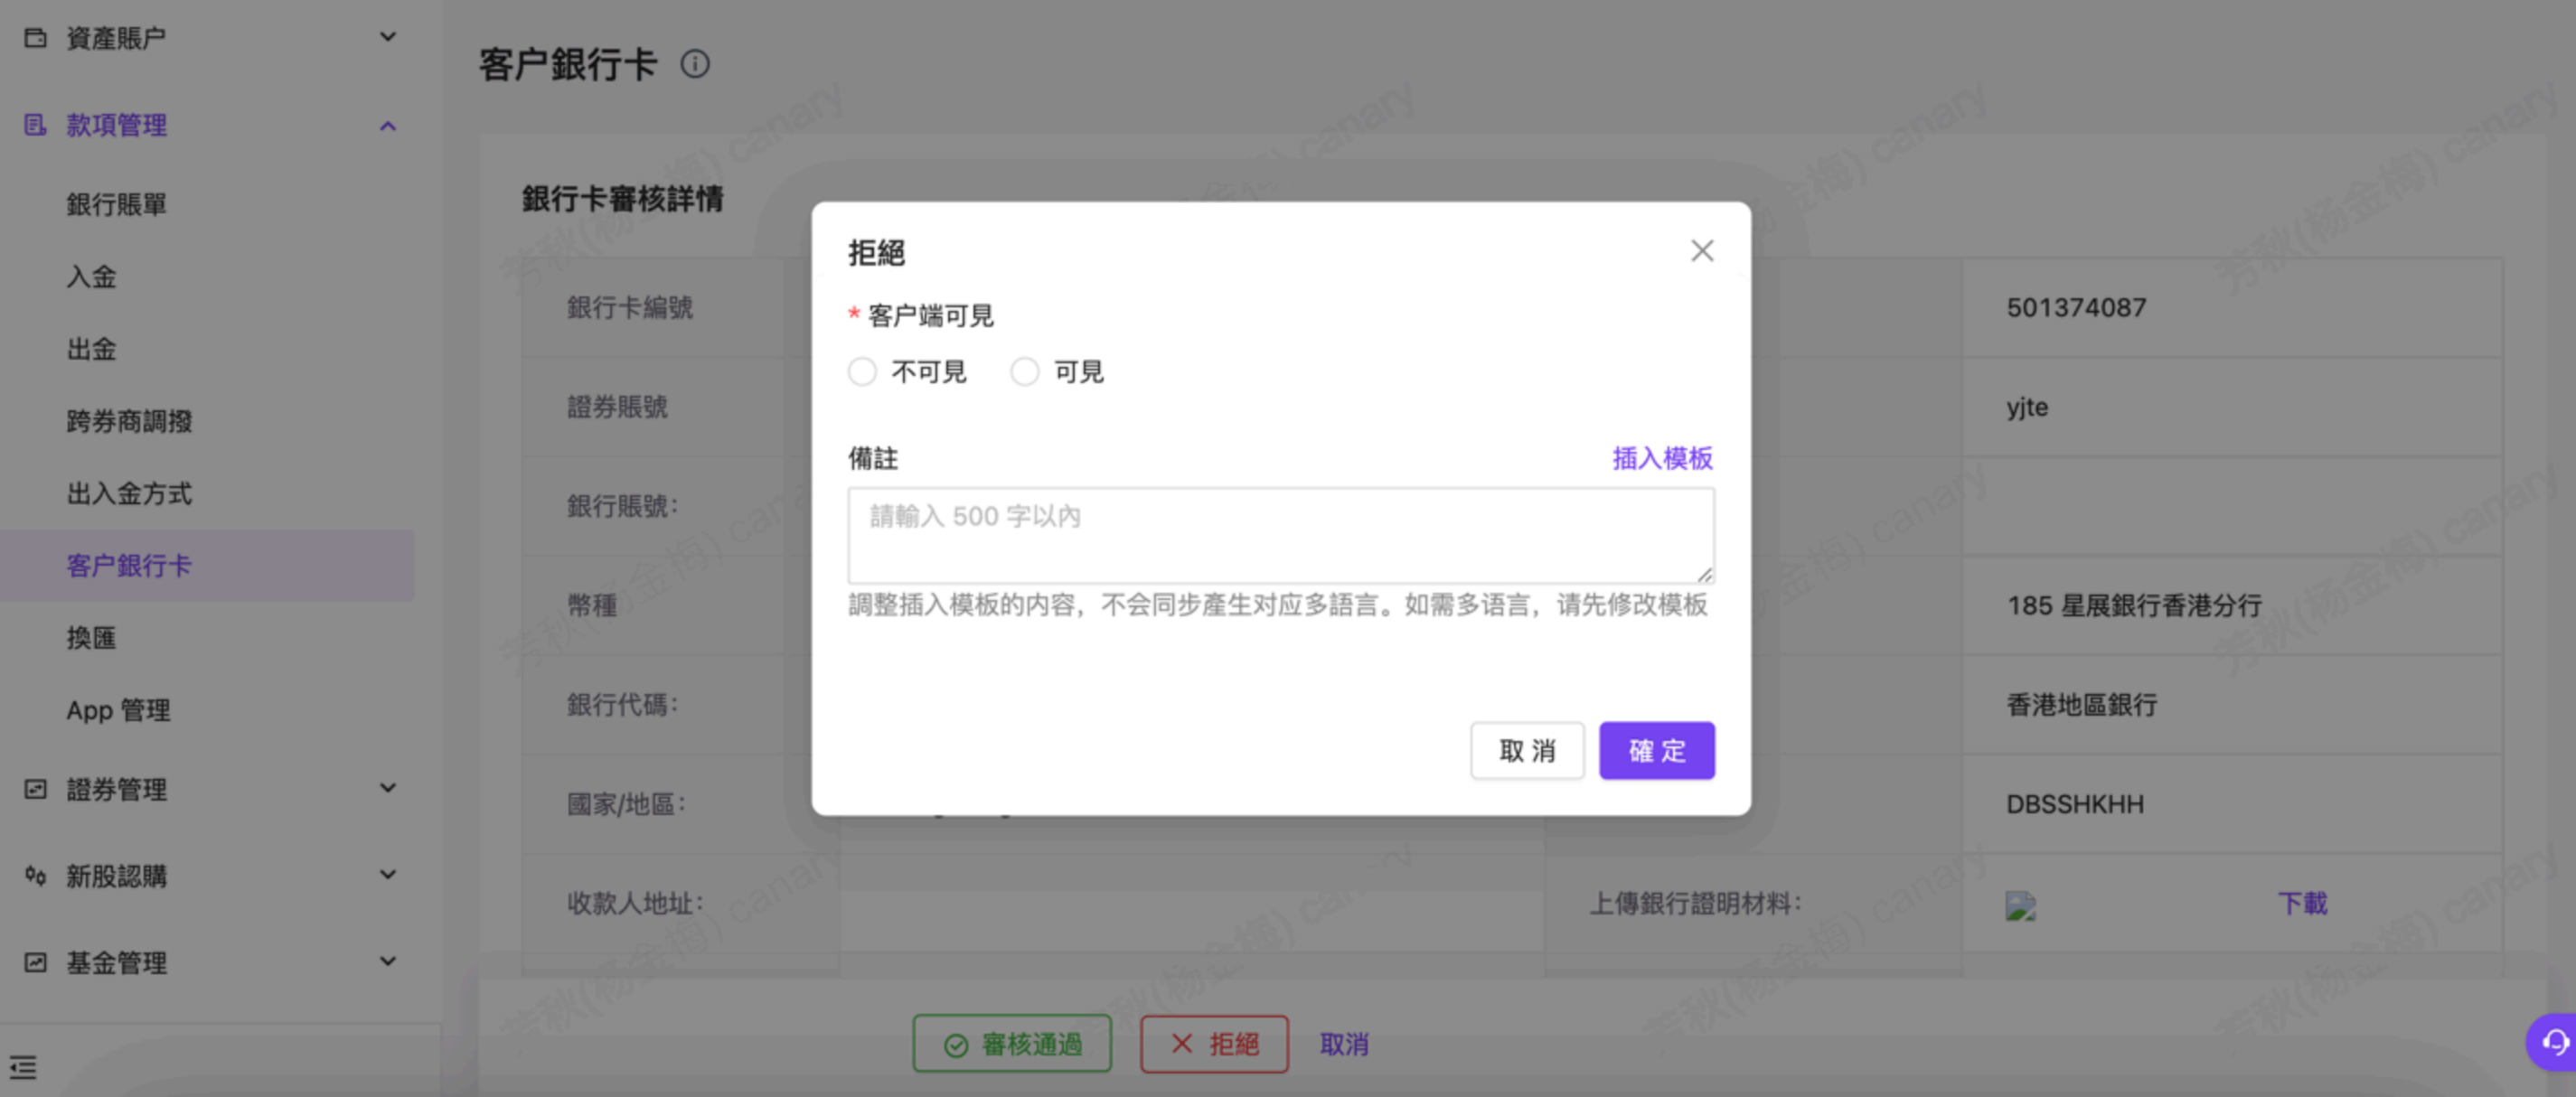 資產賬户
款項管理
銀行賬單
入金
出金
跨券商調撥
出入金方式
客户銀行卡
換匯
App 管理
證券管理
新股認購
基金管理
客户銀行卡
銀行卡審核詳情
銀行卡編號
501374087
證券賬號
yjte
銀行賬號：
幣種
185 星展銀行香港分行
銀行代碼：
香港地區銀行
國家/地區：
DBSSHKHH
收款人地址：
上傳銀行證明材料：
下載
拒絕
* 客户端可見
不可見
可見
備註
插入模板
請輸入 500 字以內
調整插入模板的内容，不会同步產生对应多語言。如需多语言，请先修改模板
取 消
確 定
審核通過
拒絕
取消
芳秋(杨金梅) canary